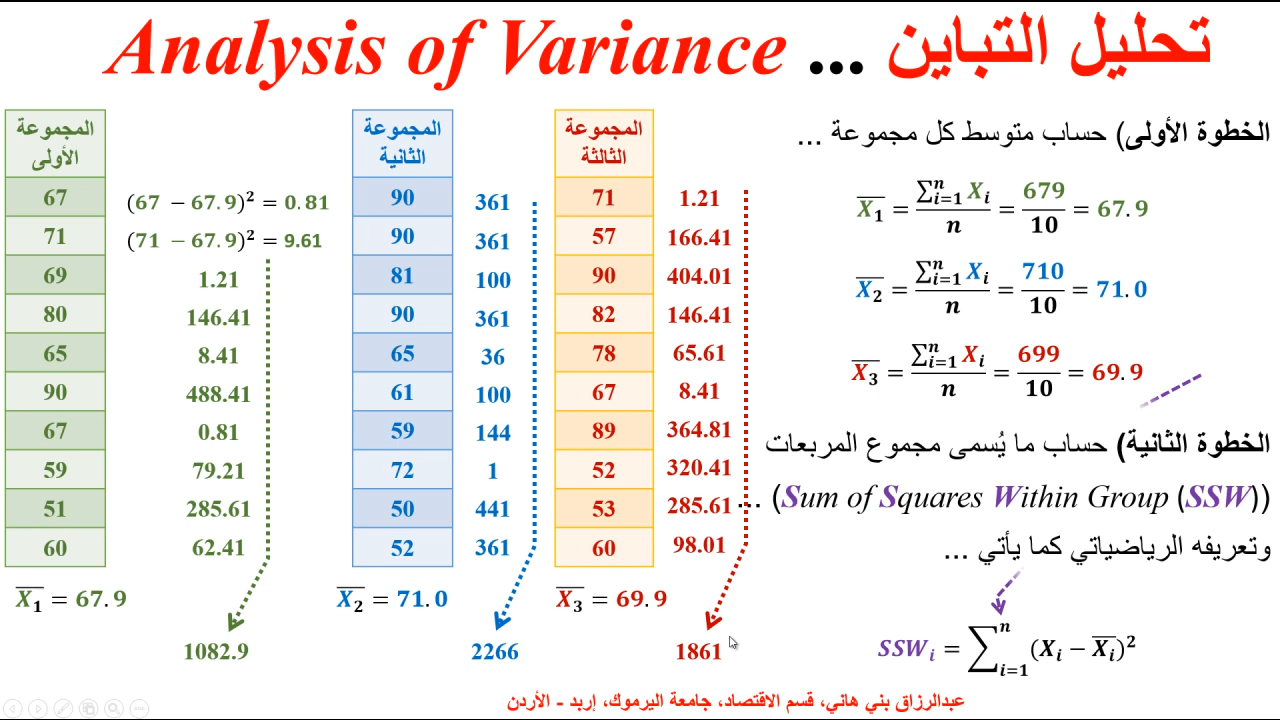 Analysis of Variance ... تحليل التباين
المجموعة الأولى
67 (67 − 67.9)² = 0.81
71 (71 − 67.9)² = 9.61
69 1.21
80 146.41
65 8.41
90 488.41
67 0.81
59 79.21
51 285.61
60 62.41
X̄₁ = 67.9
1082.9
المجموعة الثانية
90 361
90 361
81 100
90 361
65 36
61 100
59 144
72 1
50 441
52 361
X̄₂ = 71.0
2266
المجموعة الثالثة
71 1.21
57 166.41
90 404.01
82 146.41
78 65.61
67 8.41
89 364.81
52 320.41
53 285.61
60 98.01
X̄₃ = 69.9
1861
الخطوة الأولى) حساب متوسط كل مجموعة ...
X̄₁ = ∑ⁿᵢ₌₁ Xᵢ / n = 679 / 10 = 67.9
X̄₂ = ∑ⁿᵢ₌₁ Xᵢ / n = 710 / 10 = 71.0
X̄₃ = ∑ⁿᵢ₌₁ Xᵢ / n = 699 / 10 = 69.9
الخطوة الثانية) حساب ما يُسمى مجموع المربعات
... (Sum of Squares Within Group (SSW))
وتعريفه الرياضياتي كما يأتي ...
SSWᵢ = ∑ⁿᵢ₌₁ (Xᵢ − X̄ᵢ)²
عبدالرزاق بني هاني، قسم الاقتصاد، جامعة اليرموك، إربد - الأردن